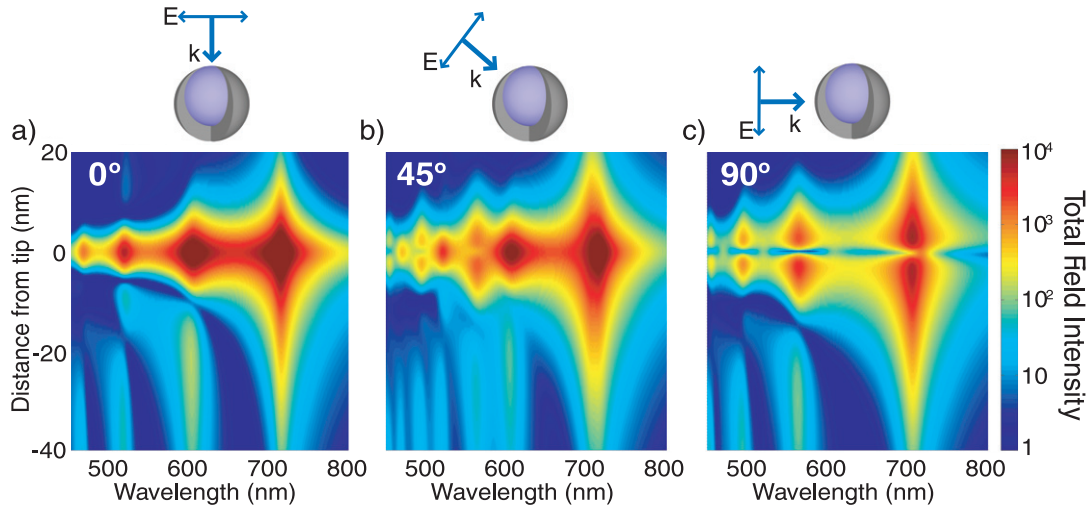 E
k
E
k
E
k
a)
b)
c)
0°
45°
90°
20
0
-20
-40
Distance from tip (nm)
500 600 700 800
500 600 700 800
500 600 700 800
Wavelength (nm)
Wavelength (nm)
Wavelength (nm)
10⁴
10³
10²
10
1
Total Field Intensity